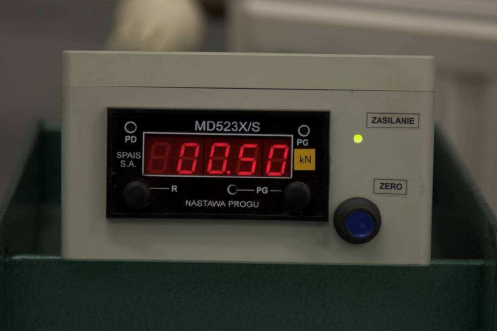 MD523X/S
PD
PG
SPAIS
S.A.
00.50
kN
R
PG
NASTAWA PROGU
ZASILANIE
ZERO